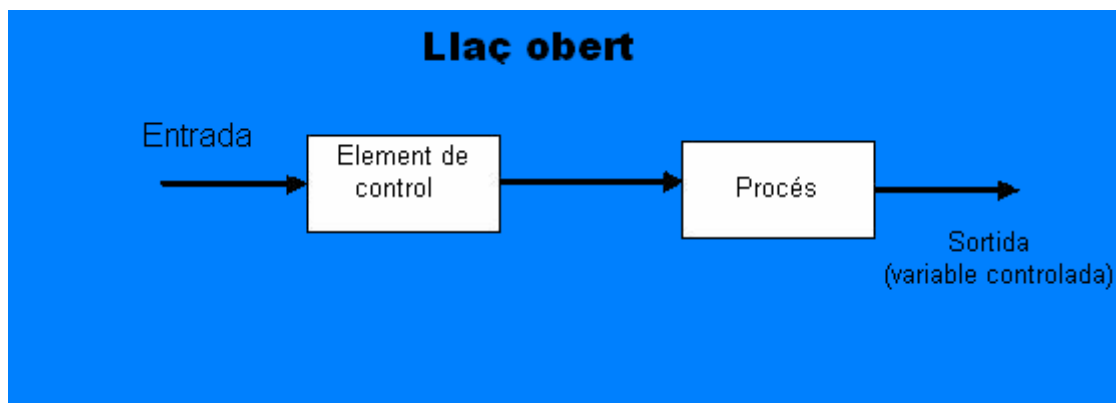 Llaç obert
Entrada
Element de
control
Procés
Sortida
(variable controlada)